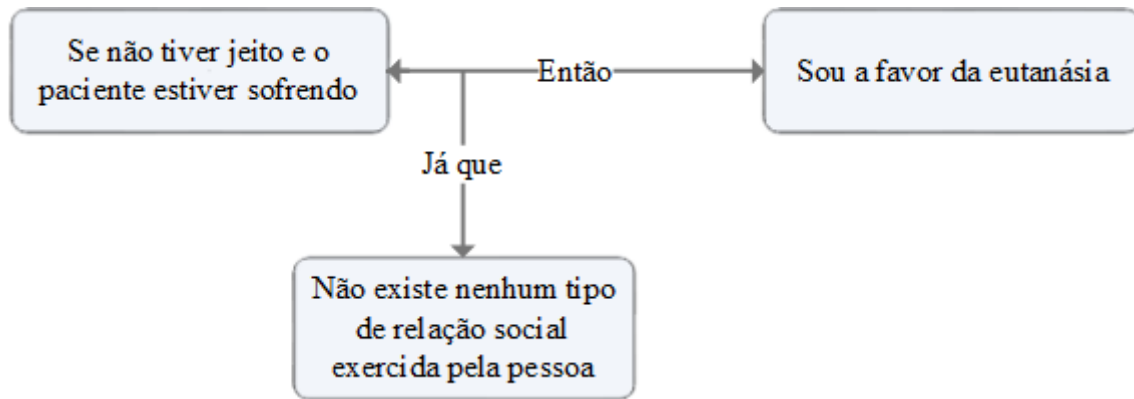 Se não tiver jeito e o
paciente estiver sofrendo
Então
Sou a favor da eutanásia
Já que
Não existe nenhum tipo
de relação social
exercida pela pessoa